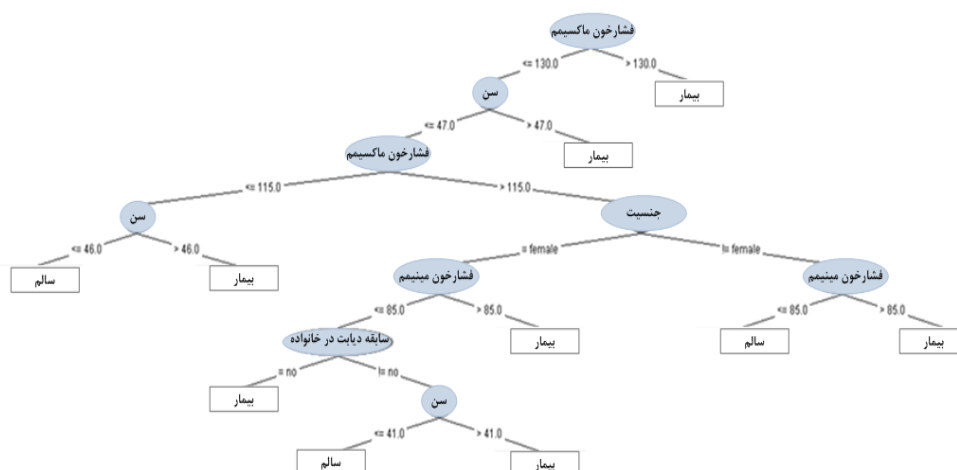 فشارخون ماکسیمم
<= 130.0
> 130.0
سن
بیمار
<= 47.0
> 47.0
فشارخون ماکسیمم
بیمار
<= 115.0
> 115.0
سن
جنسیت
<= 46.0
> 46.0
= female
!= female
سالم
بیمار
فشارخون مینیمم
فشارخون مینیمم
<= 85.0
> 85.0
<= 85.0
> 85.0
سابقه دیابت در خانواده
بیمار
سالم
بیمار
= no
!= no
بیمار
سن
<= 41.0
> 41.0
سالم
بیمار